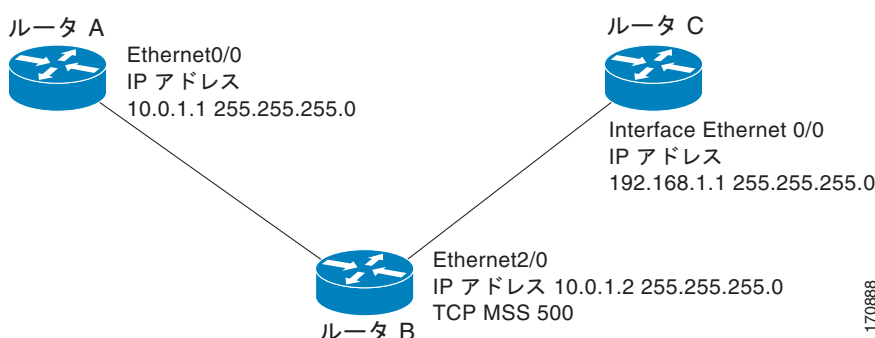 ルータ A
Ethernet0/0
IP アドレス
10.0.1.1 255.255.255.0
ルータ C
Interface Ethernet 0/0
IP アドレス
192.168.1.1 255.255.255.0
Ethernet2/0
IP アドレス 10.0.1.2 255.255.255.0
TCP MSS 500
ルータ B
170888